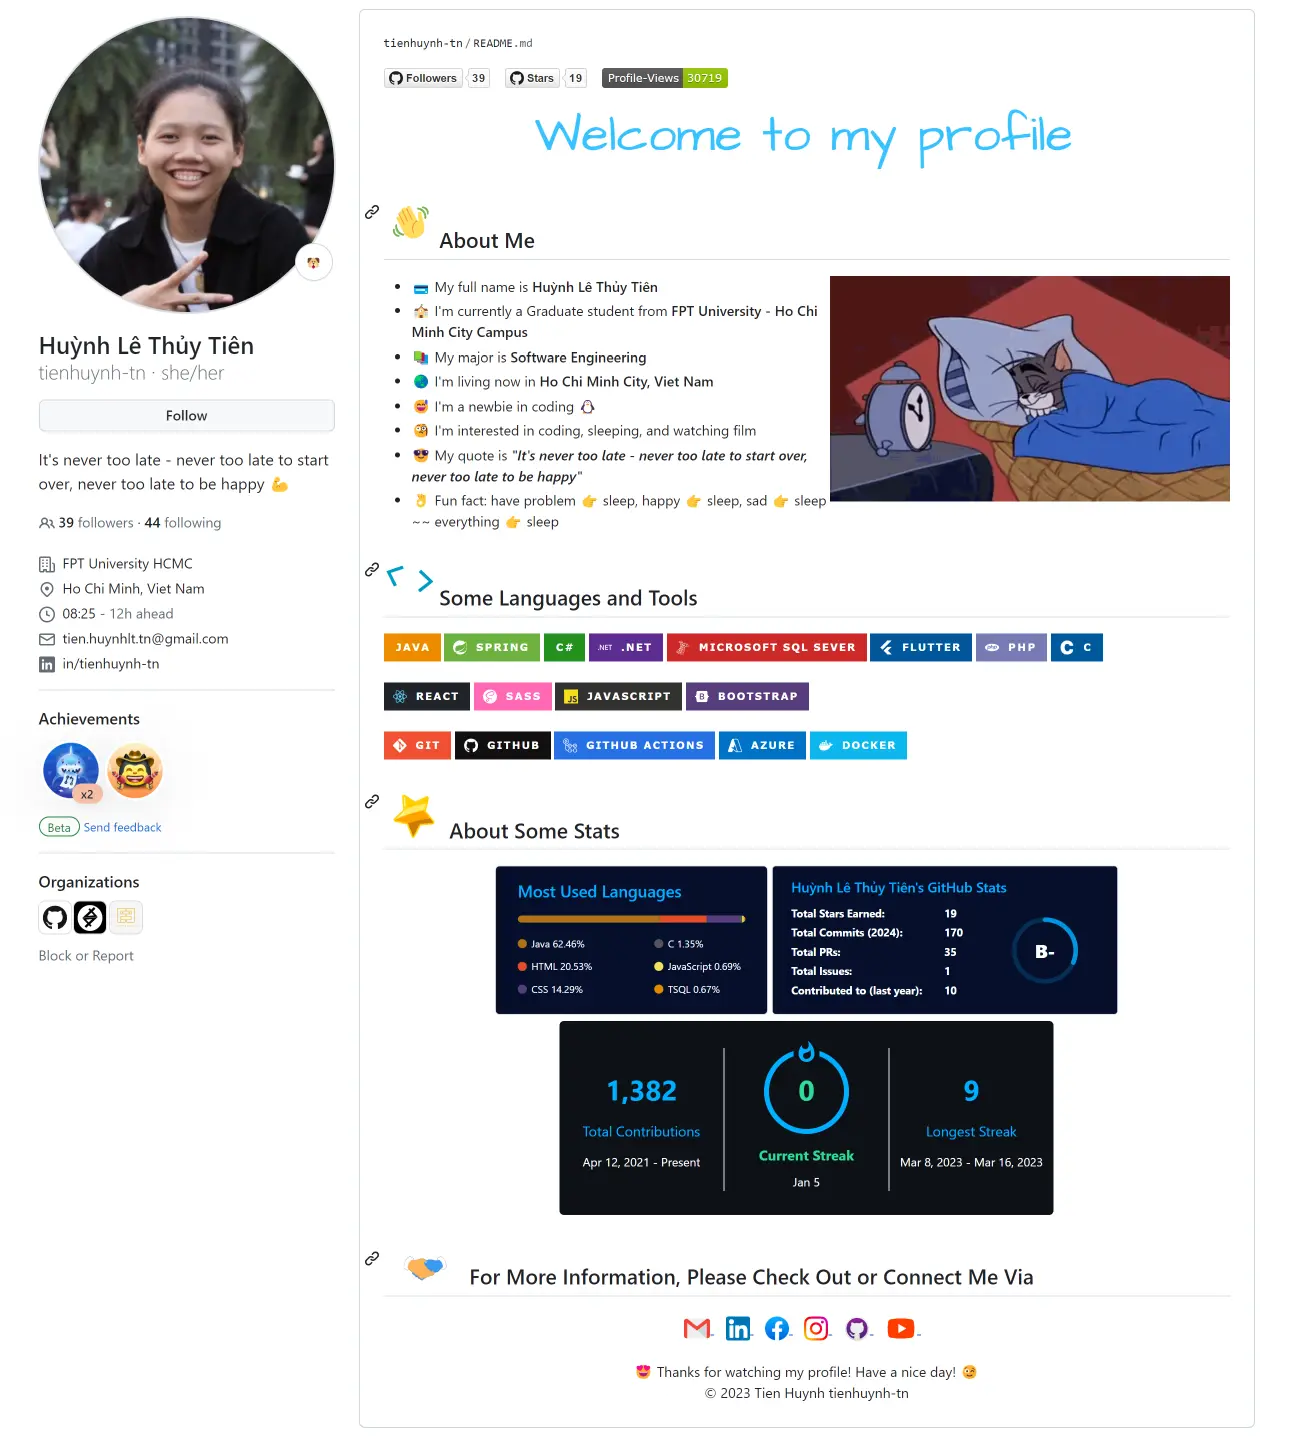 Huỳnh Lê Thủy Tiên
tienhuynh-tn · she/her
Follow
It's never too late - never too late to start
over, never too late to be happy 💪
39 followers · 44 following
FPT University HCMC
Ho Chi Minh, Viet Nam
08:25 - 12h ahead
tien.huynhlt.tn@gmail.com
in/tienhuynh-tn
Achievements
x2
Beta Send feedback
Organizations
Block or Report
tienhuynh-tn / README.md
Followers 39 Stars 19 Profile-Views 30719
Welcome to my profile
About Me
My full name is Huỳnh Lê Thủy Tiên
I'm currently a Graduate student from FPT University - Ho Chi
Minh City Campus
My major is Software Engineering
I'm living now in Ho Chi Minh City, Viet Nam
I'm a newbie in coding
I'm interested in coding, sleeping, and watching film
My quote is "It's never too late - never too late to start over,
never too late to be happy"
Fun fact: have problem 👉 sleep, happy 👉 sleep, sad 👉 sleep
~~ everything 👉 sleep
Some Languages and Tools
JAVA SPRING C# .NET .NET MICROSOFT SQL SEVER FLUTTER php PHP C C
REACT SASS JS JAVASCRIPT B BOOTSTRAP
GIT GITHUB GITHUB ACTIONS AZURE DOCKER
About Some Stats
Most Used Languages
Java 62.46%
HTML 20.53%
CSS 14.29%
C 1.35%
JavaScript 0.69%
TSQL 0.67%
Huỳnh Lê Thủy Tiên's GitHub Stats
Total Stars Earned: 19
Total Commits (2024): 170
Total PRs: 35
Total Issues: 1
Contributed to (last year): 10
B-
1,382
Total Contributions
Apr 12, 2021 - Present
0
Current Streak
Jan 5
9
Longest Streak
Mar 8, 2023 - Mar 16, 2023
For More Information, Please Check Out or Connect Me Via
Thanks for watching my profile! Have a nice day!
© 2023 Tien Huynh tienhuynh-tn